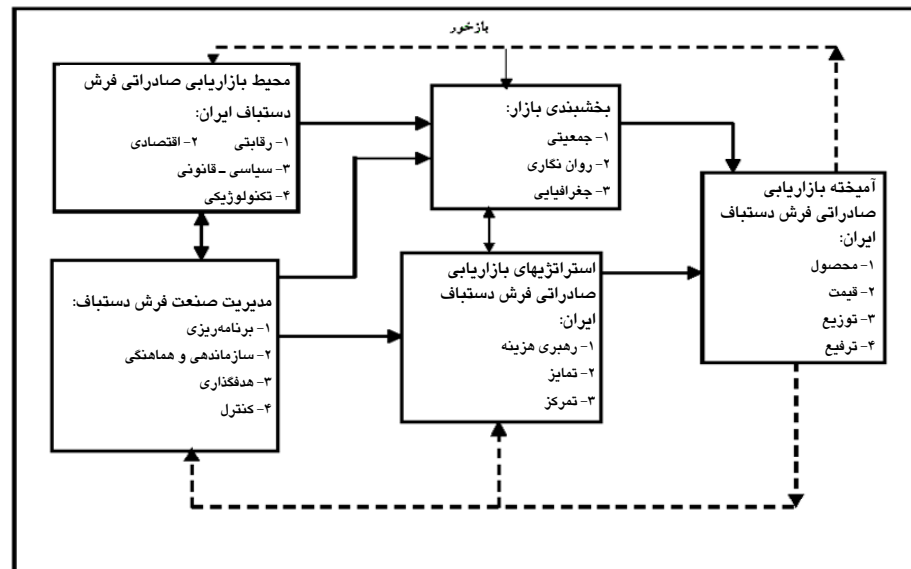 بازخور
محیط بازاریابی صادراتی فرش
دستباف ایران:
۱- رقابتی ۲- اقتصادی
۳- سیاسی ـ قانونی
۴- تکنولوژیکی
بخشبندی بازار:
۱- جمعیتی
۲- روان نگاری
۳- جغرافیایی
آمیخته بازاریابی
صادراتی فرش دستباف
ایران:
۱- محصول
۲- قیمت
۳- توزیع
۴- ترفیع
استراتژیهای بازاریابی
صادراتی فرش دستباف
ایران:
۱- رهبری هزینه
۲- تمایز
۳- تمرکز
مدیریت صنعت فرش دستباف:
۱- برنامه‌ریزی
۲- سازماندهی و هماهنگی
۳- هدفگذاری
۴- کنترل